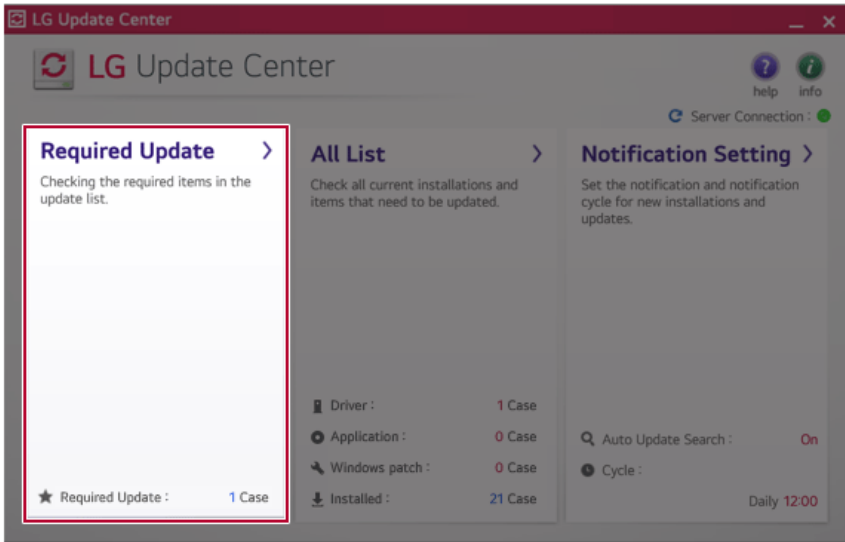 LG Update Center
LG Update Center
help
info
Server Connection :
Required Update
Checking the required items in the
update list.
Required Update :
1 Case
All List
Check all current installations and
items that need to be updated.
Driver :
1 Case
Application :
0 Case
Windows patch :
0 Case
Installed :
21 Case
Notification Setting
Set the notification and notification
cycle for new installations and
updates.
Auto Update Search :
On
Cycle :
Daily 12:00